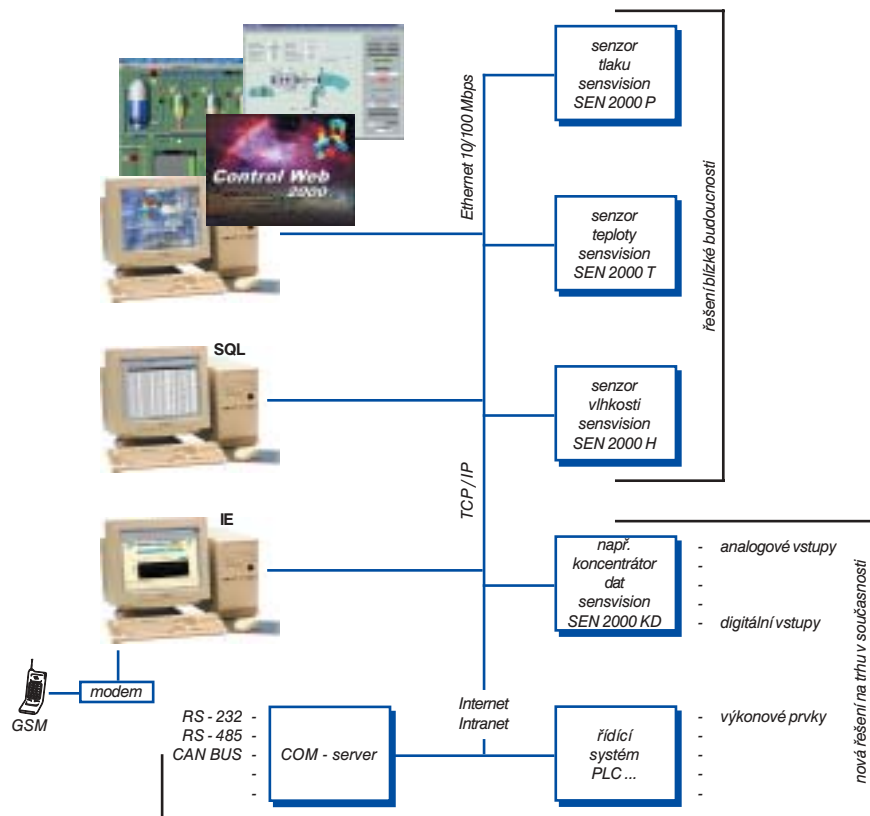 Control Web
2000
Ethernet 10/100 Mbps
senzor
tlaku
sensvision
SEN 2000 P
senzor
teploty
sensvision
SEN 2000 T
řešení blízké budoucnosti
SQL
senzor
vlhkosti
sensvision
SEN 2000 H
TCP / IP
IE
např.
koncentrátor
dat
sensvision
SEN 2000 KD
- analogové vstupy
-
-
-
- digitální vstupy
nová řešení na trhu v současnosti
modem
GSM
Internet
Intranet
RS - 232 -
RS - 485 -
CAN BUS -
-
-
COM - server
řídící
systém
PLC ...
- výkonové prvky
-
-
-
-